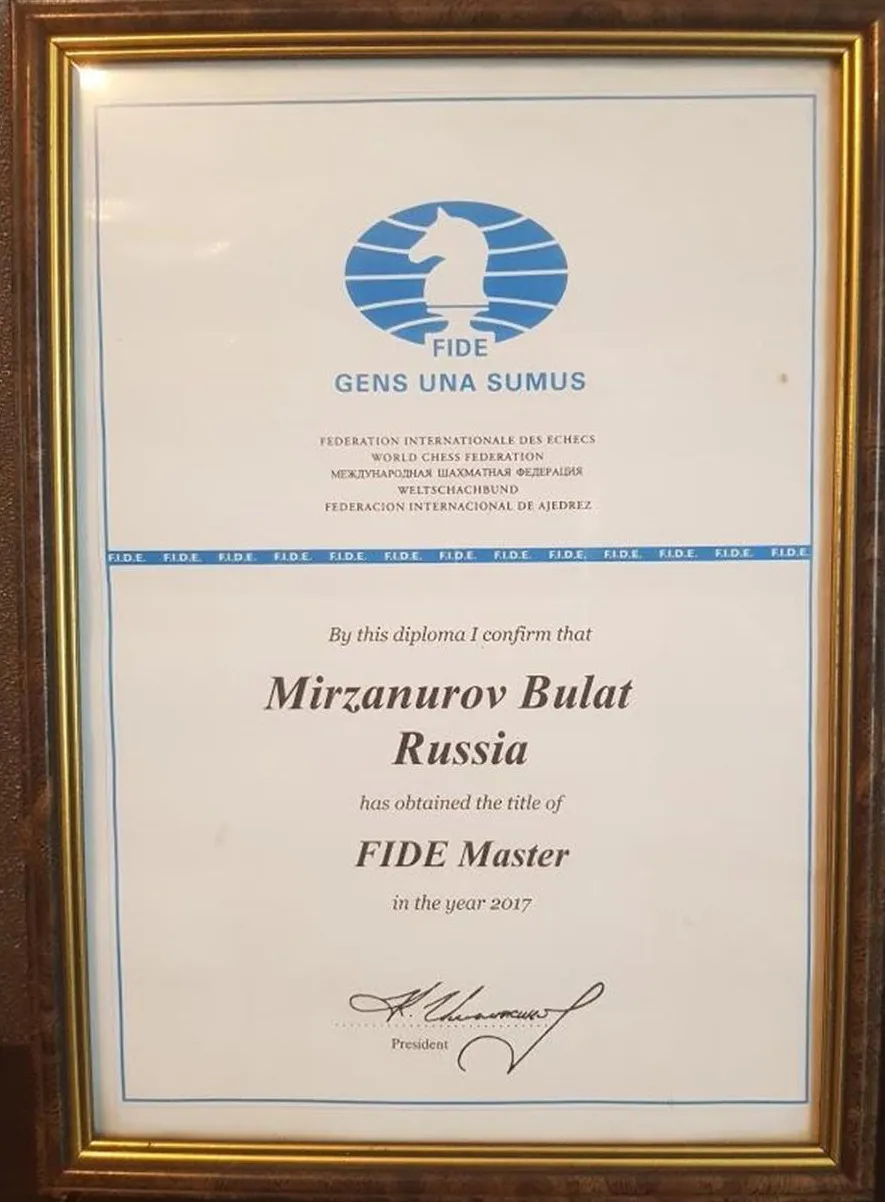 FIDE
GENS UNA SUMUS
FEDERATION INTERNATIONALE DES ECHECS
WORLD CHESS FEDERATION
МЕЖДУНАРОДНАЯ ШАХМАТНАЯ ФЕДЕРАЦИЯ
WELTSCHACHBUND
FEDERACION INTERNACIONAL DE AJEDREZ
F.I.D.E. F.I.D.E. F.I.D.E. F.I.D.E. F.I.D.E. F.I.D.E. F.I.D.E. F.I.D.E. F.I.D.E. F.I.D.E. F.I.D.E. F.I.D.E. F.I.D.E.
By this diploma I confirm that
Mirzanurov Bulat
Russia
has obtained the title of
FIDE Master
in the year 2017
President